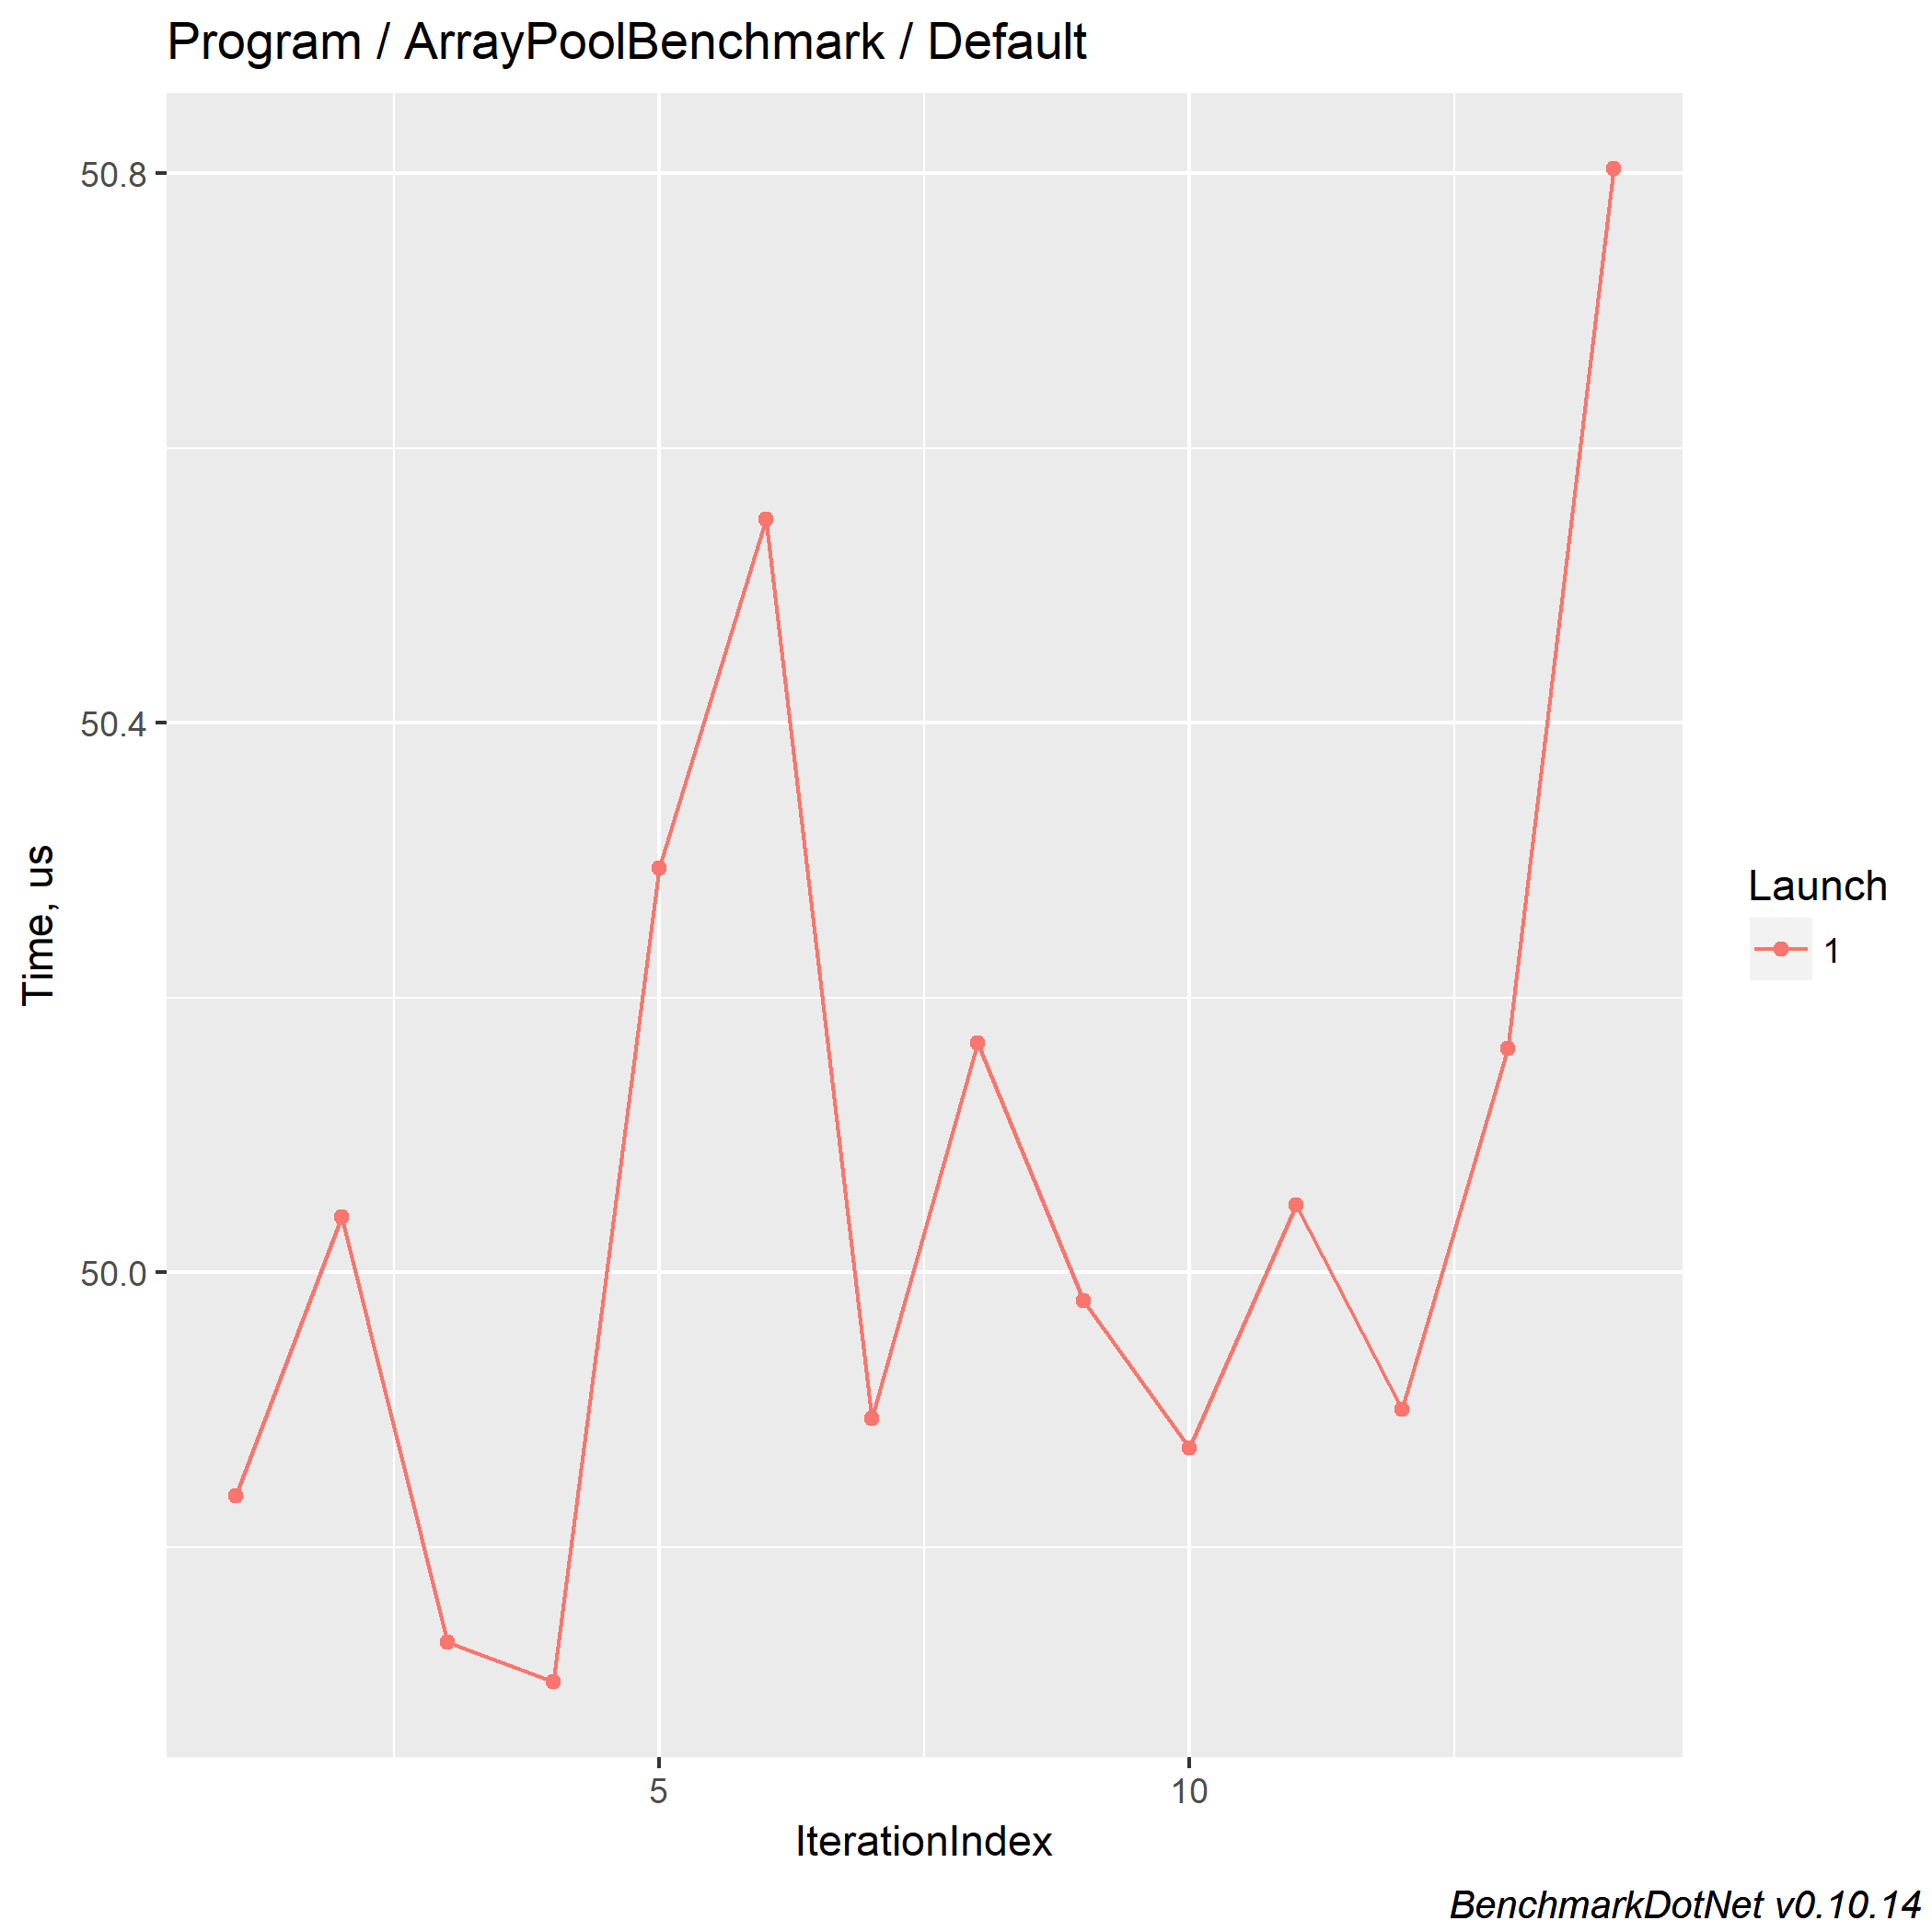 Program / ArrayPoolBenchmark / Default
50.8
50.4
50.0
Time, us
5
10
IterationIndex
Launch
1
BenchmarkDotNet v0.10.14